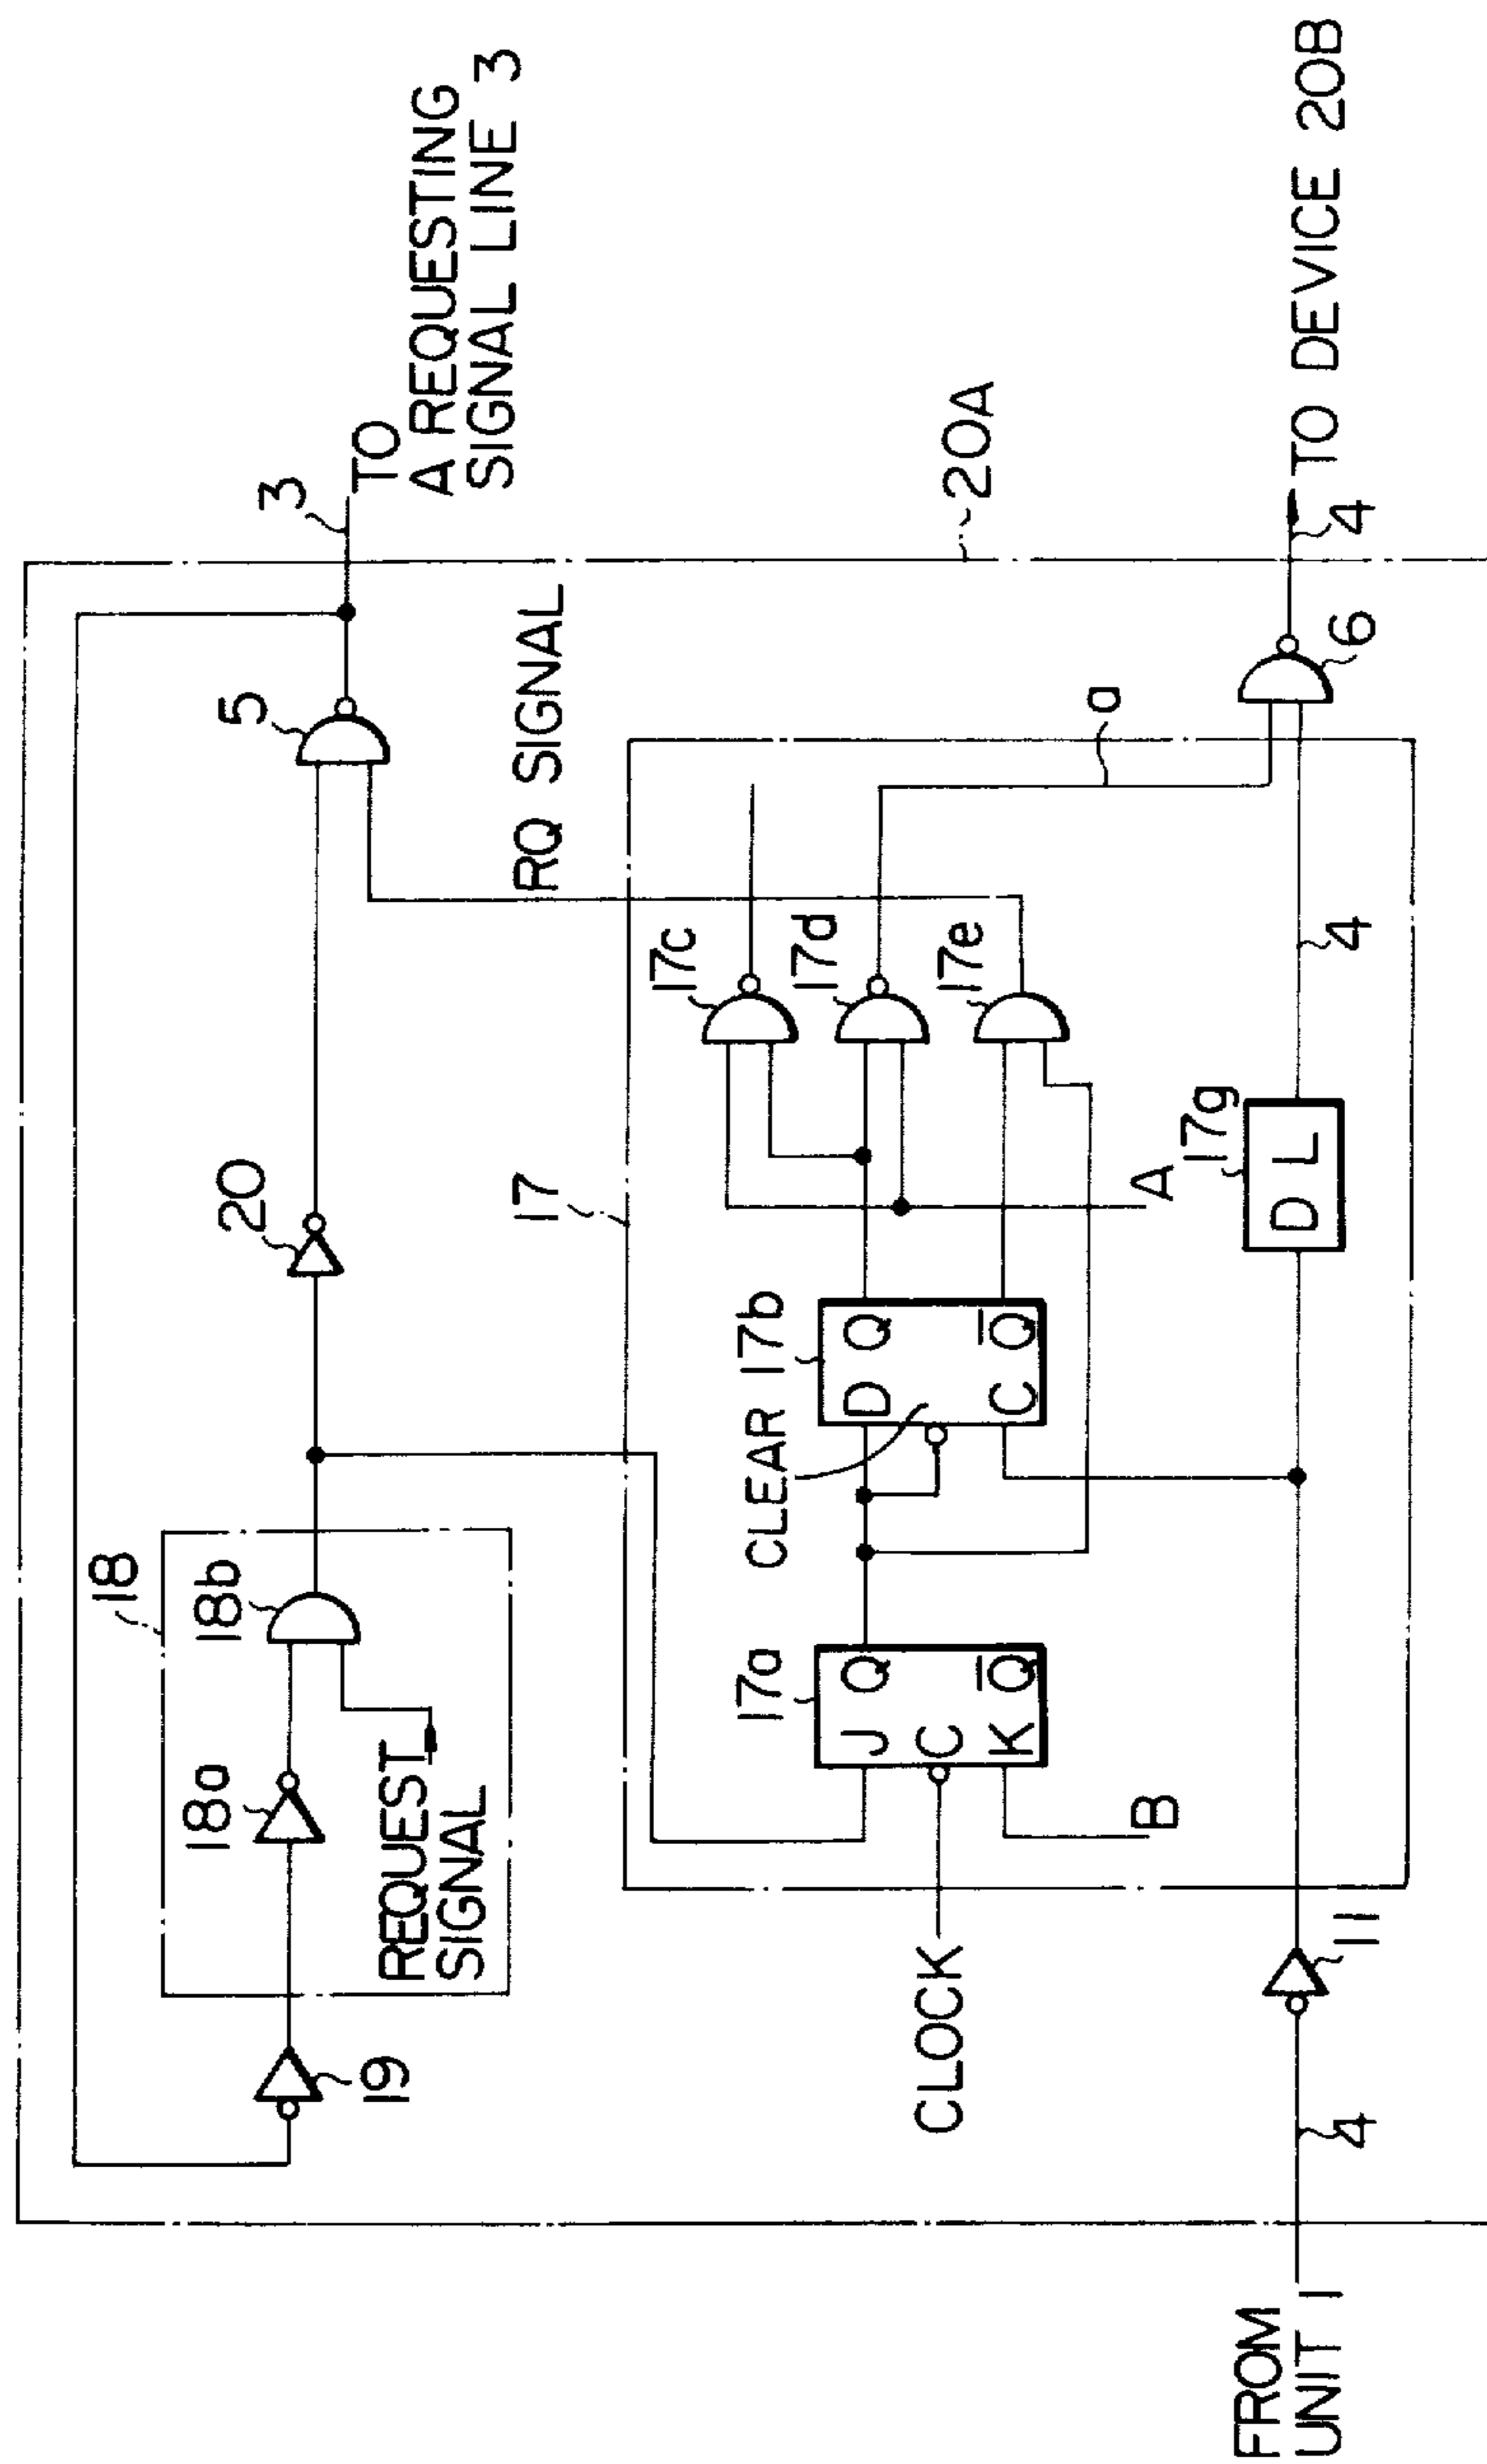 3
TO
A REQUESTING
SIGNAL LINE 3
18
18a
18b
REQUEST
SIGNAL
19
20
5
RQ SIGNAL
20A
17
17a
J Q
C
K Q̅
CLOCK
B
CLEAR
17b
D Q
C Q̅
17c
17d
17e
A
a
17g
D L
FROM
UNIT 1
4
11
4
6
4
TO DEVICE 20B